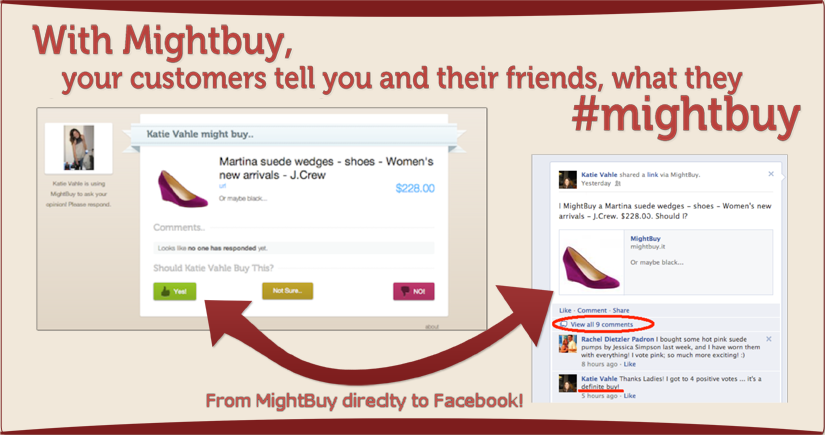 With Mightbuy,
your customers tell you and their friends, what they
#mightbuy
Katie Vahle is using
MightBuy to ask your
opinion! Please respond.
Katie Vahle might buy..
Martina suede wedges - shoes - Women's
new arrivals - J.Crew
$228.00
Or maybe black...
Comments..
Looks like no one has responded yet.
Should Katie Vahle Buy This?
Yes!
Not Sure..
NO!
about
Katie Vahle shared a link via MightBuy.
Yesterday
I MightBuy a Martina suede wedges - shoes - Women's new
arrivals - J.Crew. $228.00. Should I?
MightBuy
mightbuy.it
Or maybe black...
Like · Comment · Share
View all 9 comments
Rachel Dietzler Padron I bought some hot pink suede
pumps by Jessica Simpson last week, and I have worn them
with everything! I vote pink; so much more exciting! :)
8 hours ago · Like
Katie Vahle Thanks Ladies! I got to 4 positive votes ... it's a
definite buy!
5 hours ago · Like
From MightBuy direclty to Facebook!